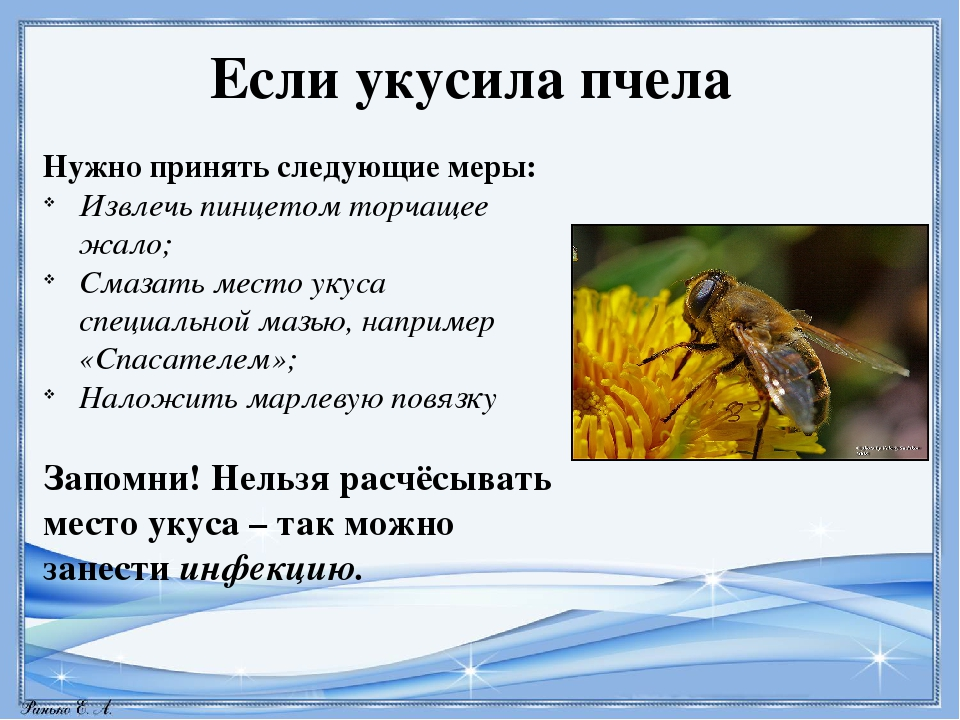 Если укусила пчела
Нужно принять следующие меры:
Извлечь пинцетом торчащее
жало;
Смазать место укуса
специальной мазью, например
«Спасателем»;
Наложить марлевую повязку
Запомни! Нельзя расчёсывать
место укуса – так можно
занести инфекцию.
Ранько Е. А.